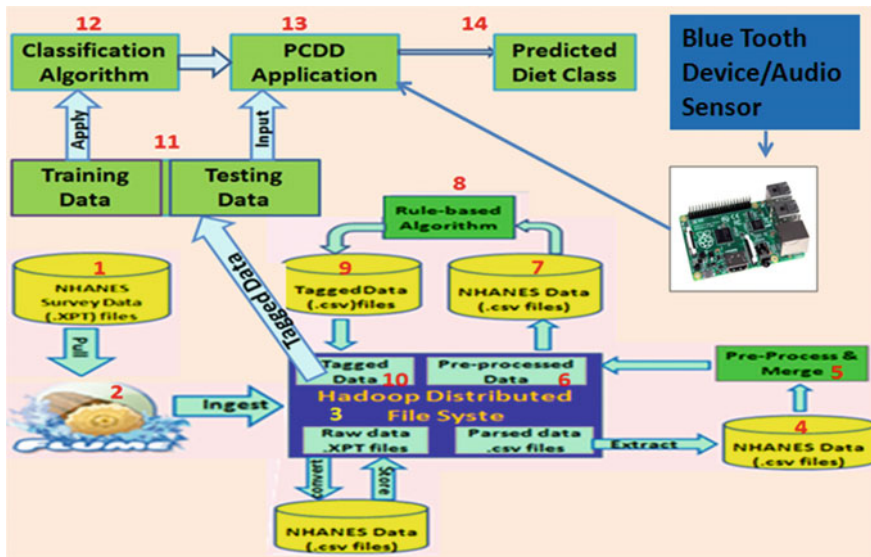 12
13
14
Classification
Algorithm
PCDD
Application
Predicted
Diet Class
Blue Tooth
Device/Audio
Sensor
Apply
11
Input
Training
Data
Testing
Data
8
Rule-based
Algorithm
1
NHANES
Survey Data
(.XPT) files
9
TaggedData
(.csv)files
7
NHANES Data
(.csv files)
Tagged Data
Pull
2
Ingest
Tagged
Data
10
Pre-processed
Data
6
Hadoop Distributed
File Syste
3
Raw data
.XPT files
Parsed data
.csv files
Pre-Process &
Merge
5
Extract
4
NHANES Data
(.csv files)
convert
Store
NHANES Data
(.csv files)